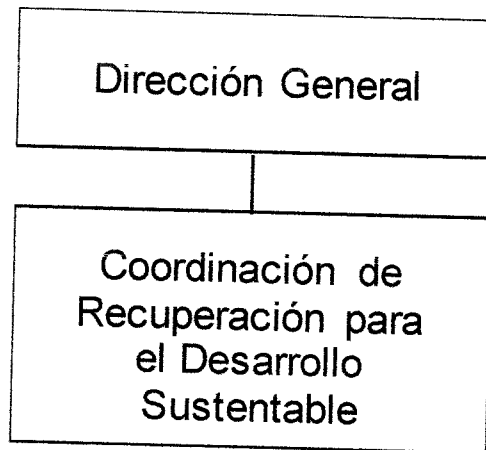 Dirección General
Coordinación de
Recuperación para
el Desarrollo
Sustentable